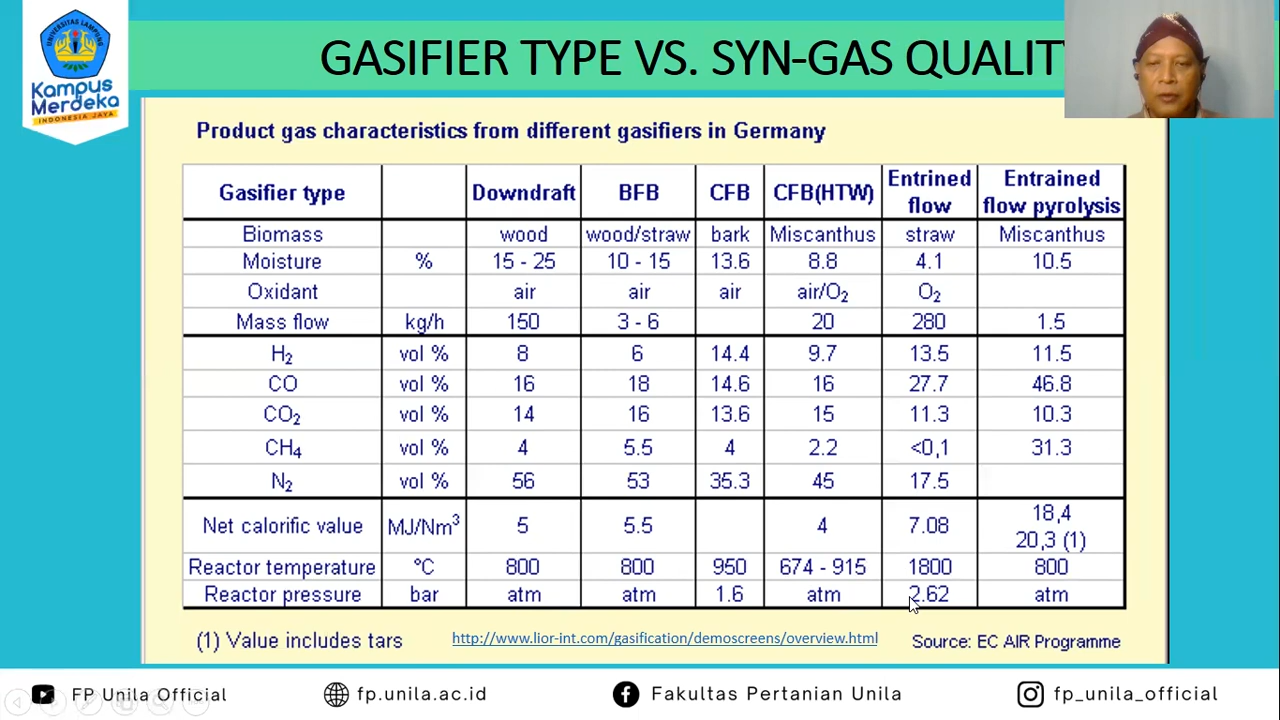 UNIVERSITAS LAMPUNG
Kampus
Merdeka
INDONESIA JAYA
GASIFIER TYPE VS. SYN-GAS QUALITY
Product gas characteristics from different gasifiers in Germany
Gasifier type Downdraft BFB CFB CFB(HTW) Entrined flow Entrained flow pyrolysis
Biomass wood wood/straw bark Miscanthus straw Miscanthus
Moisture % 15 - 25 10 - 15 13.6 8.8 4.1 10.5
Oxidant air air air air/O₂ O₂
Mass flow kg/h 150 3 - 6 20 280 1.5
H₂ vol % 8 6 14.4 9.7 13.5 11.5
CO vol % 16 18 14.6 16 27.7 46.8
CO₂ vol % 14 16 13.6 15 11.3 10.3
CH₄ vol % 4 5.5 4 2.2 <0,1 31.3
N₂ vol % 56 53 35.3 45 17.5
Net calorific value MJ/Nm³ 5 5.5 4 7.08 18,4 20,3 (1)
Reactor temperature °C 800 800 950 674 - 915 1800 800
Reactor pressure bar atm atm 1.6 atm 2.62 atm
(1) Value includes tars http://www.lior-int.com/gasification/demoscreens/overview.html Source: EC AIR Programme
FP Unila Official fp.unila.ac.id Fakultas Pertanian Unila fp_unila_official